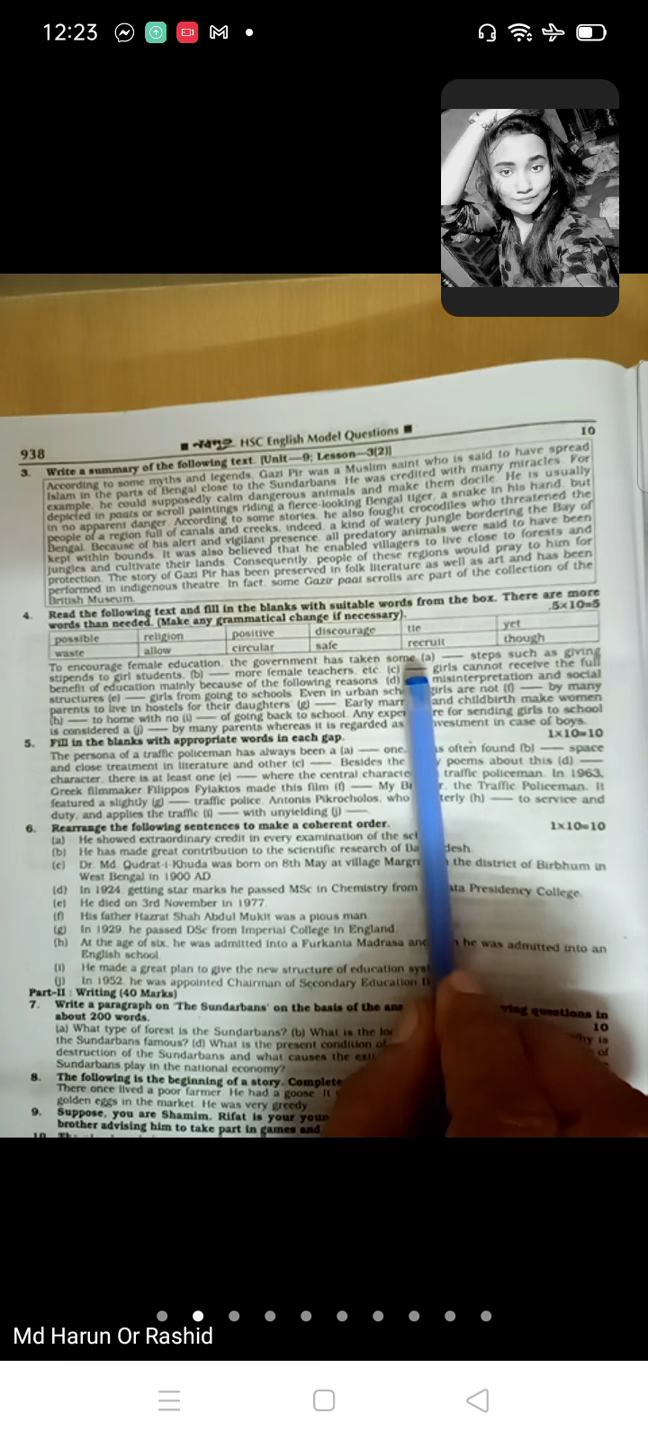 12:23
938
HSC English Model Questions
10
3. Write a summary of the following text. [Unit—9; Lesson—3(2)]
According to some myths and legends, Gazi Pir was a Muslim saint who is said to have spread
Islam in the parts of Bengal close to the Sundarbans. He was credited with many miracles. For
example, he could supposedly calm dangerous animals and make them docile. He is usually
depicted in paats or scroll paintings riding a fierce-looking Bengal tiger, a snake in his hand, but
in no apparent danger. According to some stories, he also fought crocodiles who threatened the
people of a region full of canals and creeks, indeed, a kind of watery jungle bordering the Bay of
Bengal. Because of his alert and vigilant presence, all predatory animals were said to have been
kept within bounds. It was also believed that he enabled villagers to live close to forests and
jungles and cultivate their lands. Consequently, people of these regions would pray to him for
protection. The story of Gazi Pir has been preserved in folk literature as well as art and has been
performed in indigenous theatre. In fact, some Gazir paat scrolls are part of the collection of the
British Museum.
4. Read the following text and fill in the blanks with suitable words from the box. There are more
words than needed. (Make any grammatical change if necessary). .5×10=5
possible religion positive discourage tie yet
waste allow circular safe recruit though
To encourage female education, the government has taken some (a) — steps such as giving
stipends to girl students, (b) — more female teachers, etc. (c) — girls cannot receive the full
benefit of education mainly because of the following reasons (d) misinterpretation and social
structures (e) — girls from going to schools. Even in urban girls are not (f) — by many
parents to live in hostels for their daughters (g) — Early and childbirth make women
(h) — to home with no (i) — of going back to school. Any for sending girls to school
is considered a (j) — by many parents whereas it is regarded as in case of boys.
5. Fill in the blanks with appropriate words in each gap. 1×10=10
The persona of a traffic policeman has always been a (a) — one. often found (b) — space
and close treatment in literature and other (c) — Besides the poems about this (d) —
character, there is at least one (e) — where the central traffic policeman. In 1963,
Greek filmmaker Filippos Fylaktos made this film (f) — My the Traffic Policeman. It
featured a slightly (g) — traffic police, Antonis Pikrocholos, who (h) — to service and
duty, and applies the traffic (i) — with unyielding (j) —
6. Rearrange the following sentences to make a coherent order. 1×10=10
(a) He showed extraordinary credit in every examination of the
(b) He has made great contribution to the scientific research of
(c) Dr. Md. Qudrat-i-Khuda was born on 8th May at village the district of Birbhum in
West Bengal in 1900 AD.
(d) In 1924, getting star marks he passed MSc in Chemistry from Presidency College.
(e) He died on 3rd November in 1977.
(f) His father Hazrat Shah Abdul Mukit was a pious man.
(g) In 1929, he passed DSc from Imperial College in England.
(h) At the age of six, he was admitted into a Furkania Madrasa he was admitted into an
English school.
(i) He made a great plan to give the new structure of education
(j) In 1952, he was appointed Chairman of Secondary Education
Part-II : Writing (40 Marks)
7. Write a paragraph on 'The Sundarbans' on the basis of the questions in
about 200 words. 10
(a) What type of forest is the Sundarbans? (b) What is the is
the Sundarbans famous? (d) What is the present condition of of
destruction of the Sundarbans and what causes the
Sundarbans play in the national economy?
8. The following is the beginning of a story. Complete
There once lived a poor farmer. He had a goose. It
golden eggs in the market. He was very greedy
9. Suppose, you are Shamim. Rifat is your
brother advising him to take part in games and
Md Harun Or Rashid